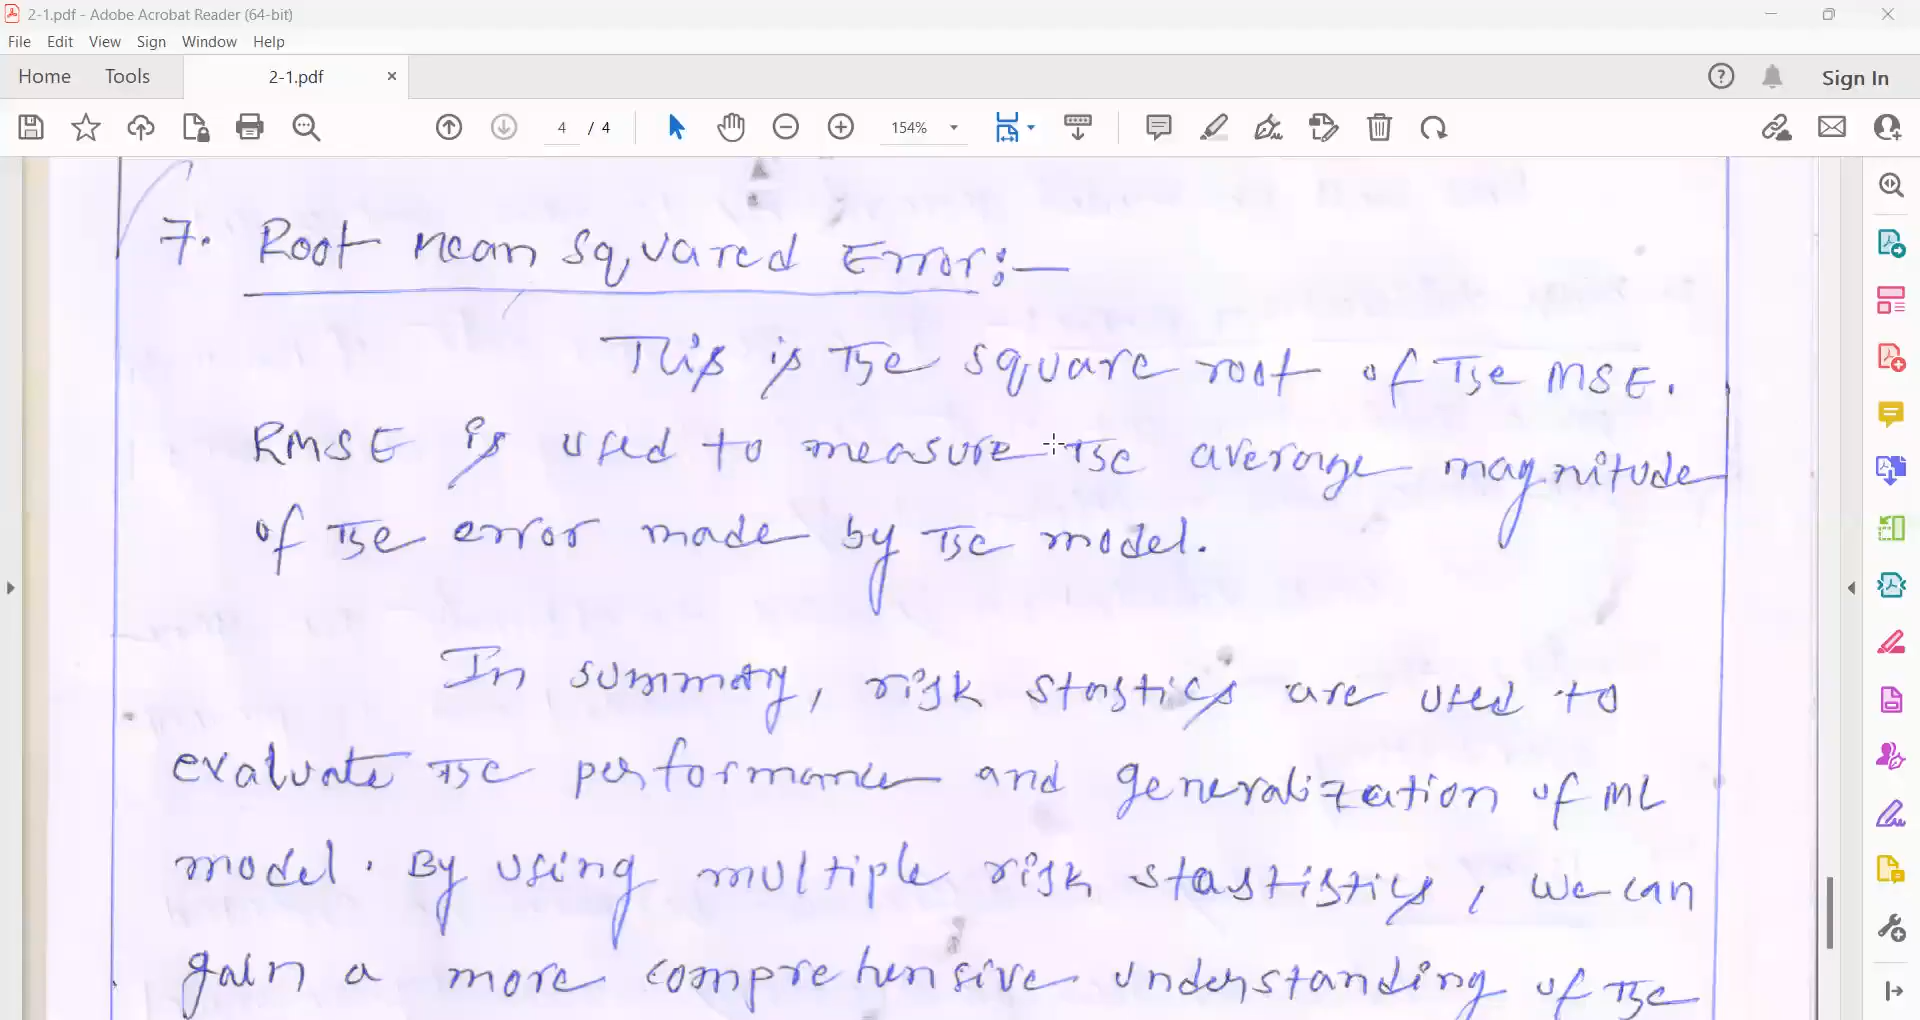 2-1.pdf - Adobe Acrobat Reader (64-bit)
File Edit View Sign Window Help
Home Tools 2-1.pdf × Sign In
4 / 4 154%
7. Root Mean Squared Error:—
This is the square root of the MSE.
RMSE is used to measure the average magnitude
of the error made by the model.
In summary, risk stastics are used to
evaluate the performance and generalization of ML
model. By using multiple risk stastistics, we can
gain a more comprehensive understanding of the